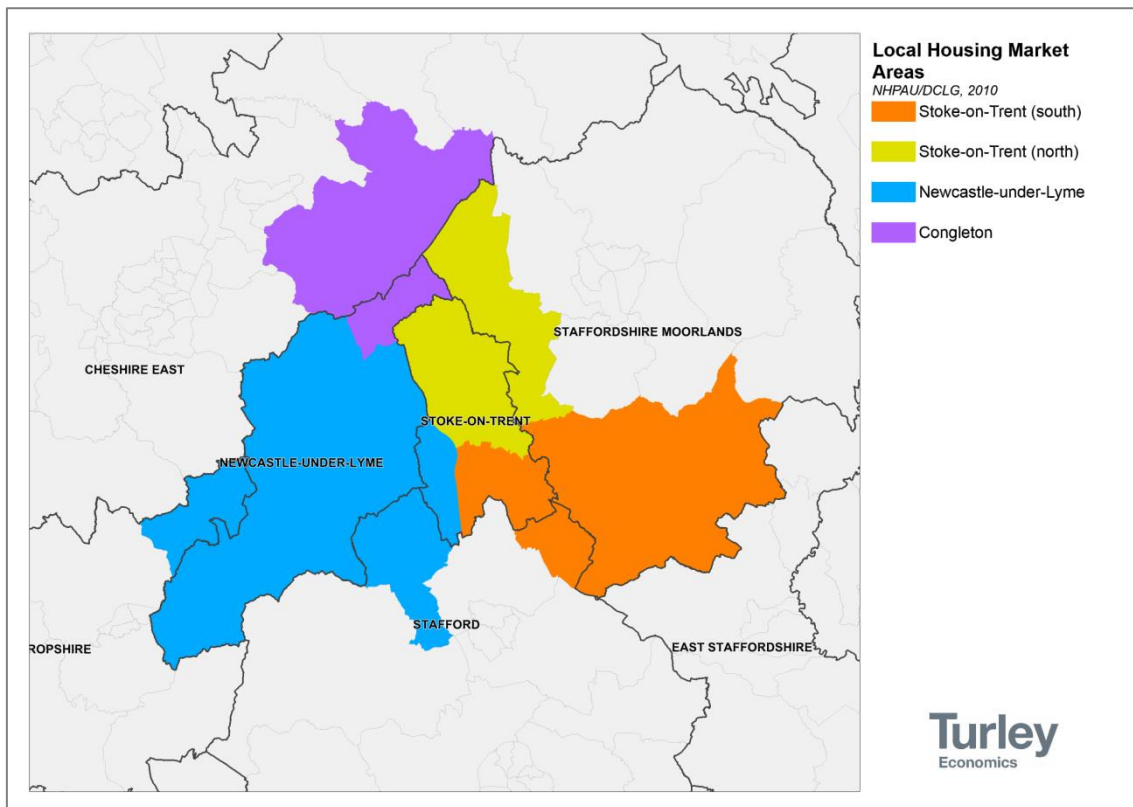 Local Housing Market
Areas
NHPAU/DCLG, 2010
Stoke-on-Trent (south)
Stoke-on-Trent (north)
Newcastle-under-Lyme
Congleton
STAFFORDSHIRE MOORLANDS
CHESHIRE EAST
STOKE-ON-TRENT
NEWCASTLE-UNDER-LYME
STAFFORD
ROPSHIRE
EAST STAFFORDSHIRE
Turley
Economics